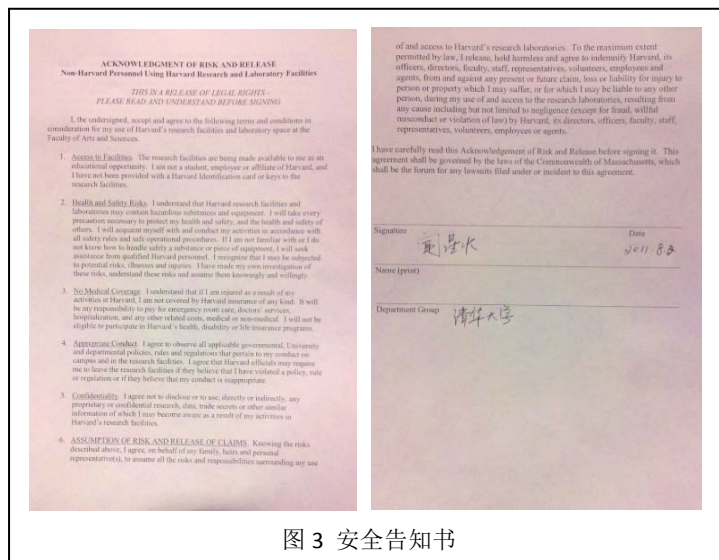 ACKNOWLEDGMENT OF RISK AND RELEASE
Non-Harvard Personnel Using Harvard Research and Laboratory Facilities
THIS IS A RELEASE OF LEGAL RIGHTS -
PLEASE READ AND UNDERSTAND BEFORE SIGNING
I, the undersigned, accept and agree to the following terms and conditions in
consideration for my use of Harvard's research facilities and laboratory space at the
Faculty of Arts and Sciences.
1. Access to Facilities. The research facilities are being made available to me as an
educational opportunity. I am not a student, employee or affiliate of Harvard, and
I have not been provided with a Harvard Identification card or keys to the
research facilities.
2. Health and Safety Risks. I understand that Harvard research facilities and
laboratories may contain hazardous substances and equipment. I will take every
precaution necessary to protect my health and safety, and the health and safety of
others. I will acquaint myself with and conduct my activities in accordance with
all safety rules and safe operational procedures. If I am not familiar with or I do
not know how to handle safely a substance or piece of equipment, I will seek
assistance from qualified Harvard personnel. I recognize that I may be subjected
to potential risks, illnesses and injuries. I have made my own investigation of
these risks, understand these risks and assume them knowingly and willingly.
3. No Medical Coverage. I understand that if I am injured as a result of my
activities at Harvard, I am not covered by Harvard insurance of any kind. It will
be my responsibility to pay for emergency room care, doctors' services,
hospitalization, and any other related costs, medical or non-medical. I will not be
eligible to participate in Harvard's health, disability or life insurance programs.
4. Appropriate Conduct. I agree to observe all applicable governmental, University
and departmental policies, rules and regulations that pertain to my conduct on
campus and in the research facilities. I agree that Harvard officials may require
me to leave the research facilities if they believe that I have violated a policy, rule
or regulation or if they believe that my conduct is inappropriate.
5. Confidentiality. I agree not to disclose or to use, directly or indirectly, any
proprietary or confidential research, data, trade secrets or other similar
information of which I may become aware as a result of my activities in
Harvard's research facilities.
6. ASSUMPTION OF RISK AND RELEASE OF CLAIMS. Knowing the risks
described above, I agree, on behalf of my family, heirs and personal
representative(s), to assume all the risks and responsibilities surrounding my use
of and access to Harvard's research laboratories. To the maximum extent
permitted by law, I release, hold harmless and agree to indemnify Harvard, its
officers, directors, faculty, staff, representatives, volunteers, employees and
agents, from and against any present or future claim, loss or liability for injury to
person or property which I may suffer, or for which I may be liable to any other
person, during my use of and access to the research laboratories, resulting from
any cause including but not limited to negligence (except for fraud, willful
misconduct or violation of law) by Harvard, its directors, officers, faculty, staff,
representatives, volunteers, employees or agents.
I have carefully read this Acknowledgement of Risk and Release before signing it. This
agreement shall be governed by the laws of the Commonwealth of Massachusetts, which
shall be the forum for any lawsuits filed under or incident to this agreement.
Signature Date
2011.8.2
Name (print)
Department Group 清华大学
图 3 安全告知书